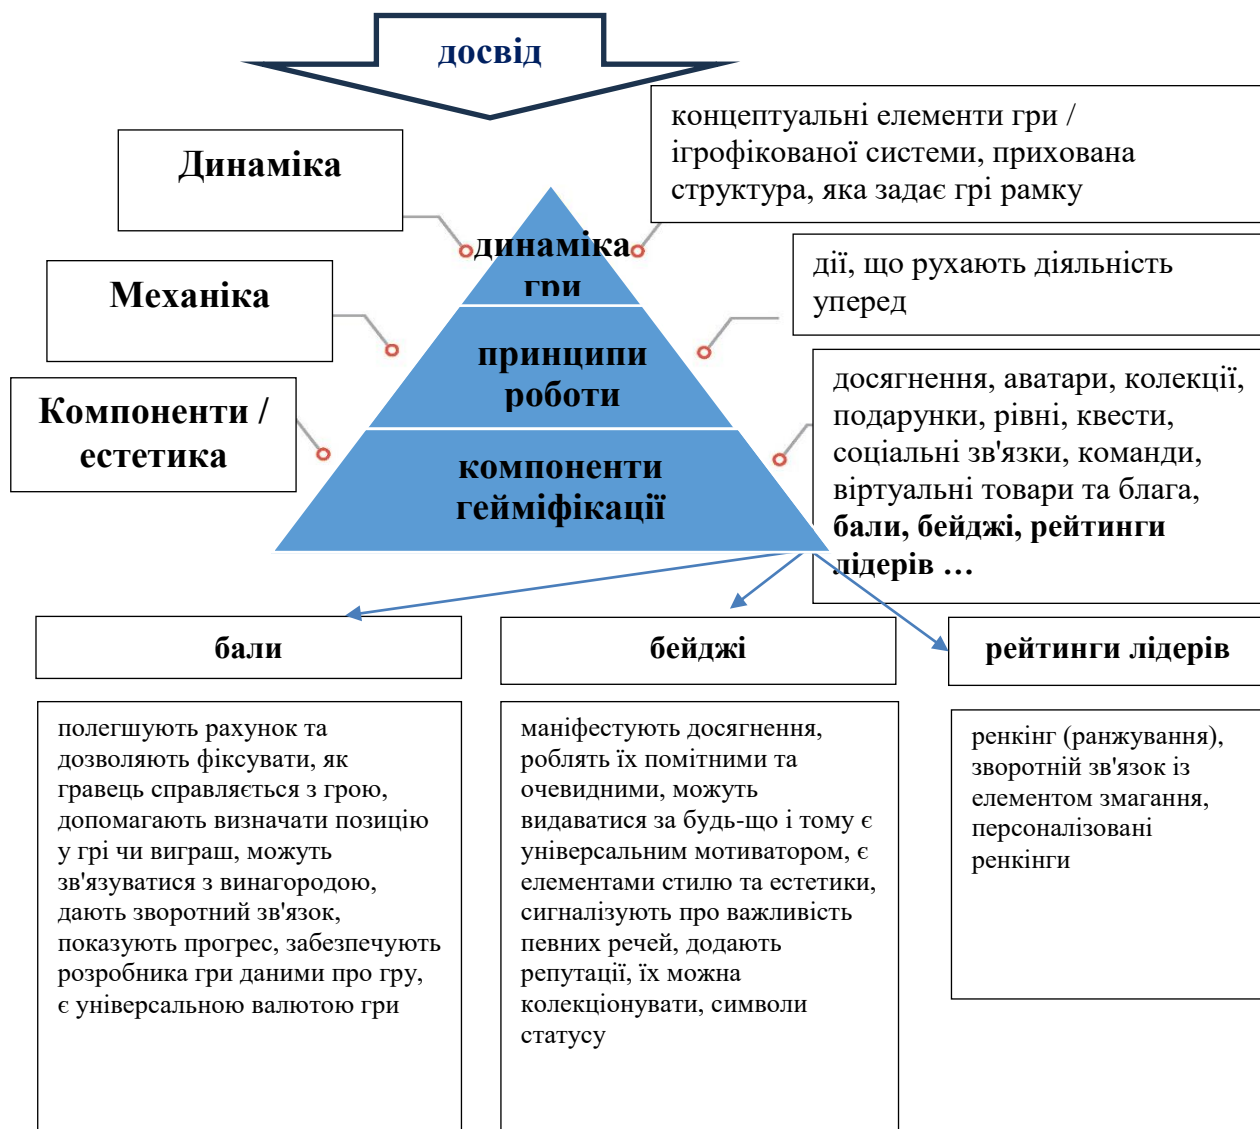 досвід
концептуальні елементи гри /
ігрофікованої системи, прихована
структура, яка задає грі рамку
Динаміка
динаміка
гри
дії, що рухають діяльність
уперед
Механіка
принципи
роботи
досягнення, аватари, колекції,
подарунки, рівні, квести,
соціальні зв'язки, команди,
віртуальні товари та блага,
бали, бейджі, рейтинги
лідерів ...
Компоненти /
естетика
компоненти
гейміфікації
бали
бейджі
рейтинги лідерів
полегшують рахунок та
дозволяють фіксувати, як
гравець справляється з грою,
допомагають визначати позицію
у грі чи виграш, можуть
зв'язуватися з винагородою,
дають зворотний зв'язок,
показують прогрес, забезпечують
розробника гри даними про гру,
є універсальною валютою гри
маніфестують досягнення,
роблять їх помітними та
очевидними, можуть
видаватися за будь-що і тому є
універсальним мотиватором, є
елементами стилю та естетики,
сигналізують про важливість
певних речей, додають
репутації, їх можна
колекціонувати, символи
статусу
ренкінг (ранжування),
зворотній зв'язок із
елементом змагання,
персоналізовані
ренкінги